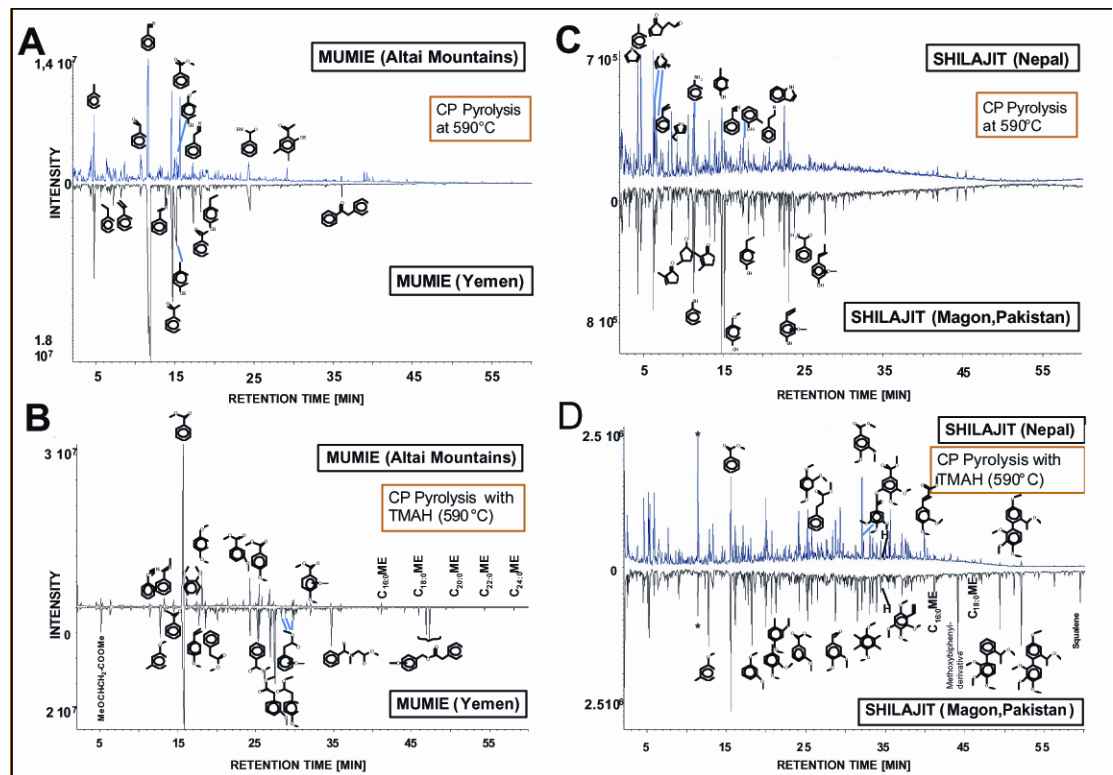 A
MUMIE (Altai Mountains)
1,4 10⁷
CP Pyrolysis
at 590°C
INTENSITY
0
MUMIE (Yemen)
1.8
10⁷
5 15 25 35 45 55
RETENTION TIME [MIN]
B
3 10⁷
MUMIE (Altai Mountains)
CP Pyrolysis with
TMAH (590°C)
C16:0ME
C18:0ME
C20:0ME
C22:0ME
C24:0ME
INTENSITY
0
MeOCHCH2-COOMe
MUMIE (Yemen)
2 10⁷
5 15 25 35 45 55
RETENTION TIME [MIN]
C
7 10⁵
SHILAJIT (Nepal)
CP Pyrolysis
at 590°C
0
SHILAJIT (Magon,Pakistan)
8 10⁵
5 15 25 35 45 55
RETENTION TIME [MIN]
D
SHILAJIT (Nepal)
2.5 10⁶
*
CP Pyrolysis with
TMAH (590°C)
H
0
H
*
C16:0ME
C18:0ME
Methoxybiphenyl-
derivative
Squalene
2.5 10⁶
SHILAJIT (Magon,Pakistan)
5 15 25 35 45 55
RETENTION TIME [MIN]